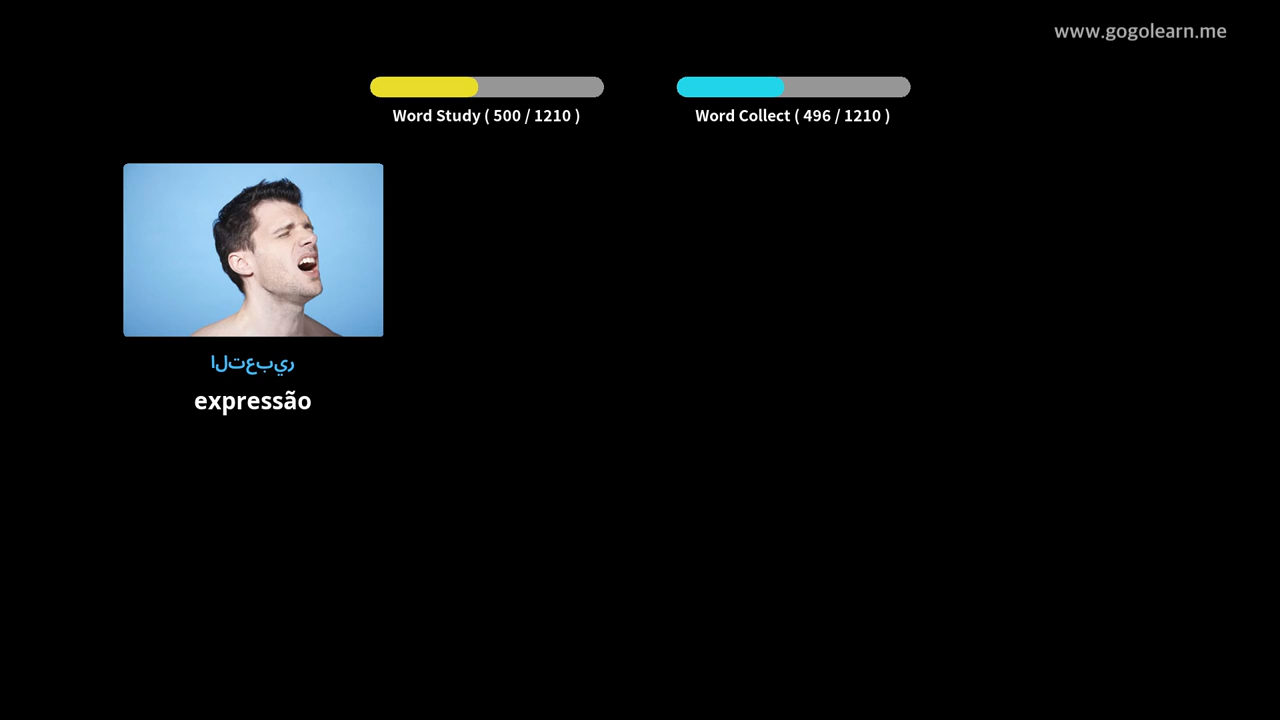 www.gogolearn.me
Word Study ( 500 / 1210 )
Word Collect ( 496 / 1210 )
التعبير
expressão